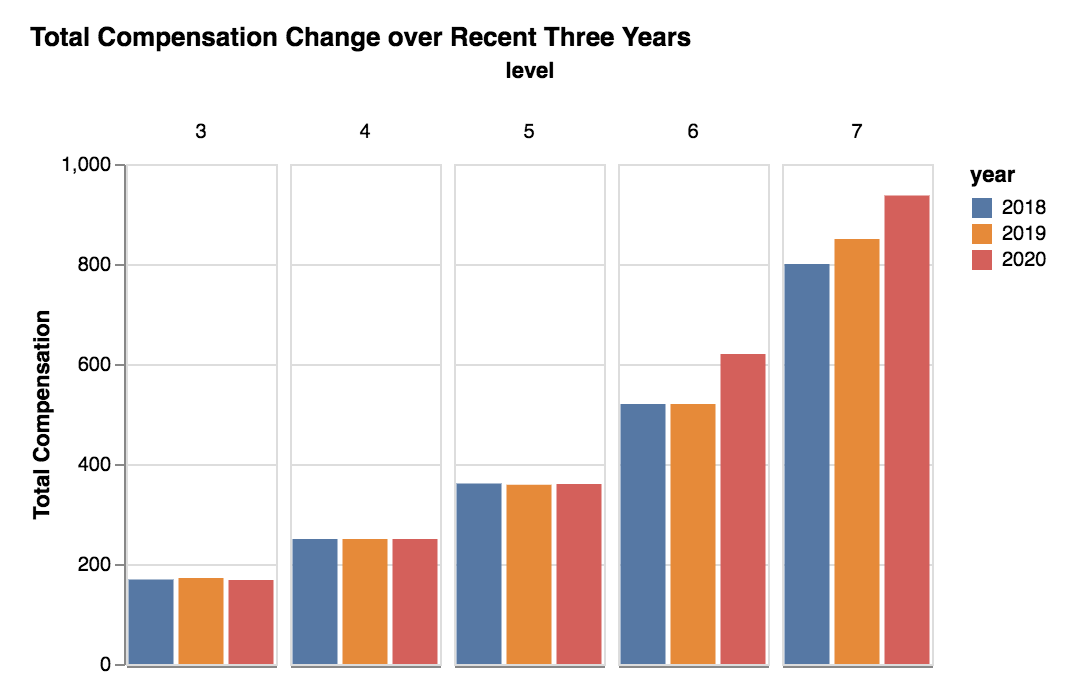 Total Compensation Change over Recent Three Years
level
3 4 5 6 7
1,000
800
600
400
200
0
Total Compensation
year
2018
2019
2020